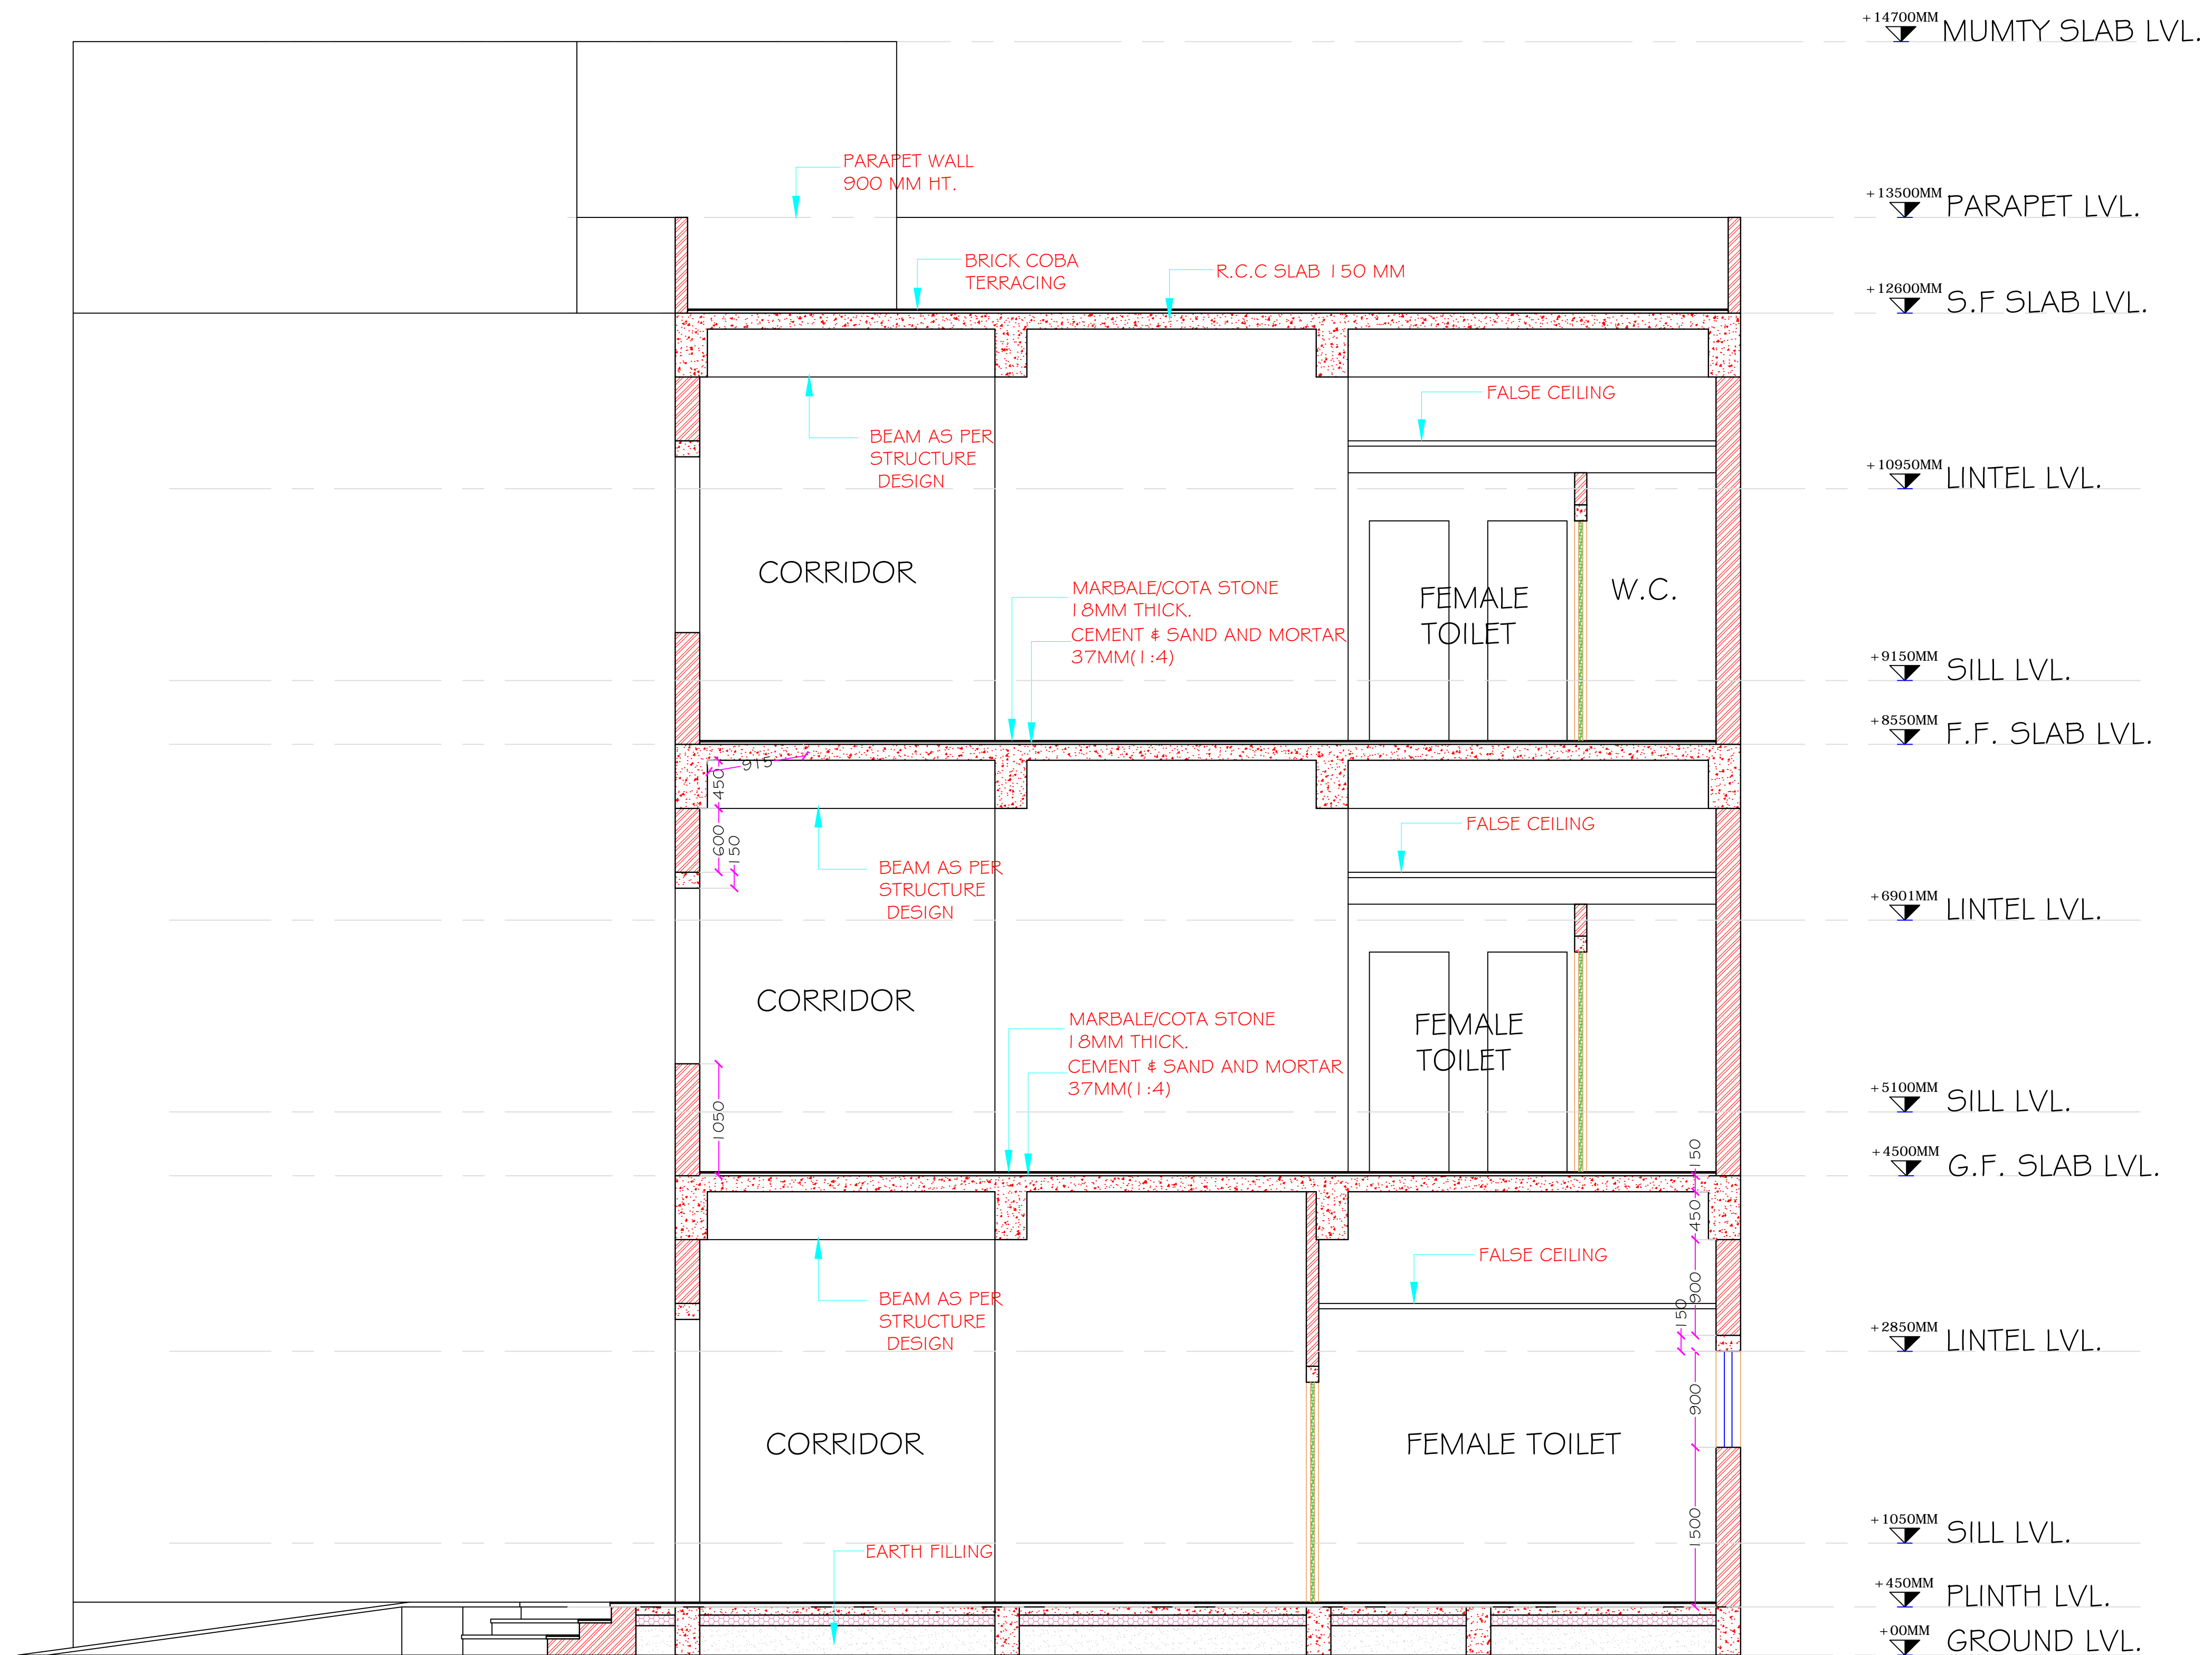 +14700MM
MUMTY SLAB LVL.
PARAPET WALL
900 MM HT.
+13500MM
PARAPET LVL.
BRICK COBA
TERRACING
R.C.C SLAB 150 MM
+12600MM
S.F SLAB LVL.
FALSE CEILING
BEAM AS PER
STRUCTURE
DESIGN
+10950MM
LINTEL LVL.
CORRIDOR
MARBALE/COTA STONE
18MM THICK.
CEMENT & SAND AND MORTAR
37MM(1:4)
FEMALE
TOILET
W.C.
+9150MM
SILL LVL.
+8550MM
F.F. SLAB LVL.
915
450
600
150
FALSE CEILING
BEAM AS PER
STRUCTURE
DESIGN
+6901MM
LINTEL LVL.
CORRIDOR
MARBALE/COTA STONE
18MM THICK.
CEMENT & SAND AND MORTAR
37MM(1:4)
FEMALE
TOILET
1050
+5100MM
SILL LVL.
150
+4500MM
G.F. SLAB LVL.
450
FALSE CEILING
900
150
BEAM AS PER
STRUCTURE
DESIGN
+2850MM
LINTEL LVL.
900
CORRIDOR
FEMALE TOILET
1500
+1050MM
SILL LVL.
EARTH FILLING
+450MM
PLINTH LVL.
+00MM
GROUND LVL.